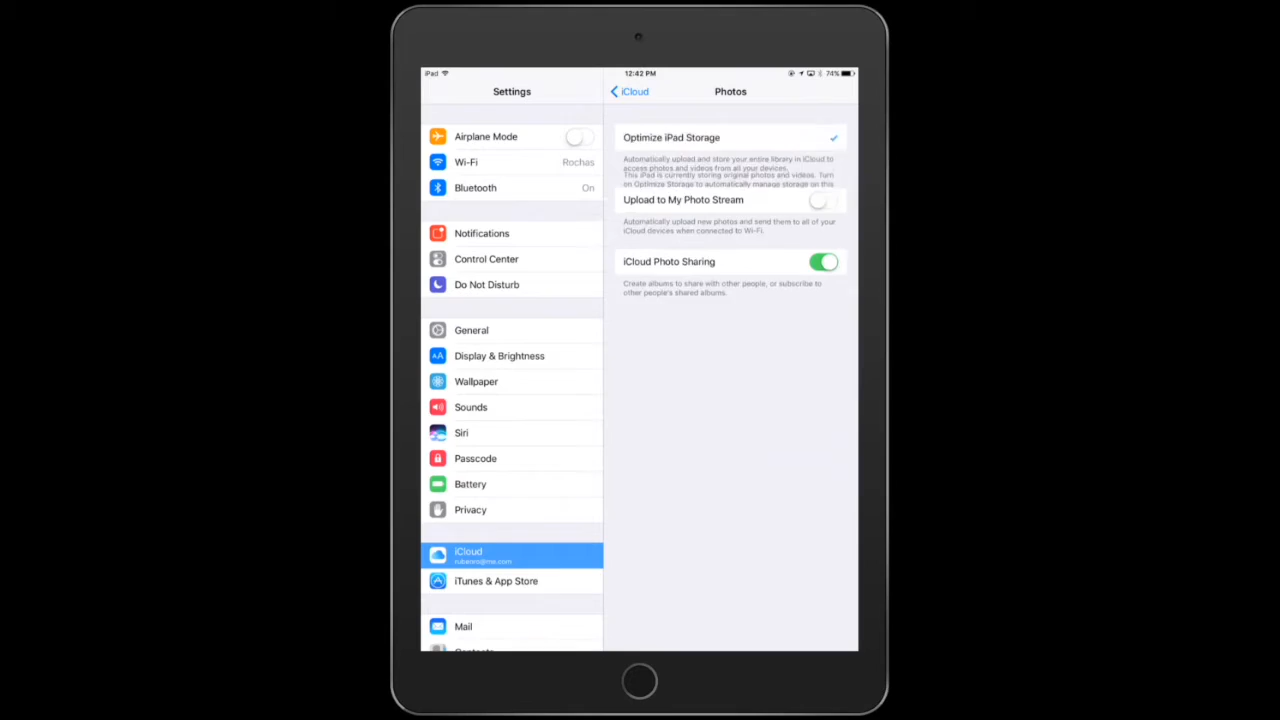 iPad
12:42 PM
74%
Settings
iCloud
Photos
Airplane Mode
Wi-Fi Rochas
Bluetooth On
Notifications
Control Center
Do Not Disturb
General
Display & Brightness
AA
Wallpaper
Sounds
Siri
Passcode
Battery
Privacy
iCloud
iTunes & App Store
Mail
Optimize iPad Storage
Automatically upload and store your entire library in iCloud to
access photos and videos from all your devices.
This iPad is currently storing original photos and videos. Turn
on Optimize Storage to automatically manage storage on this
Upload to My Photo Stream
Automatically upload new photos and send them to all of your
iCloud devices when connected to Wi-Fi.
iCloud Photo Sharing
Create albums to share with other people, or subscribe to
other people's shared albums.